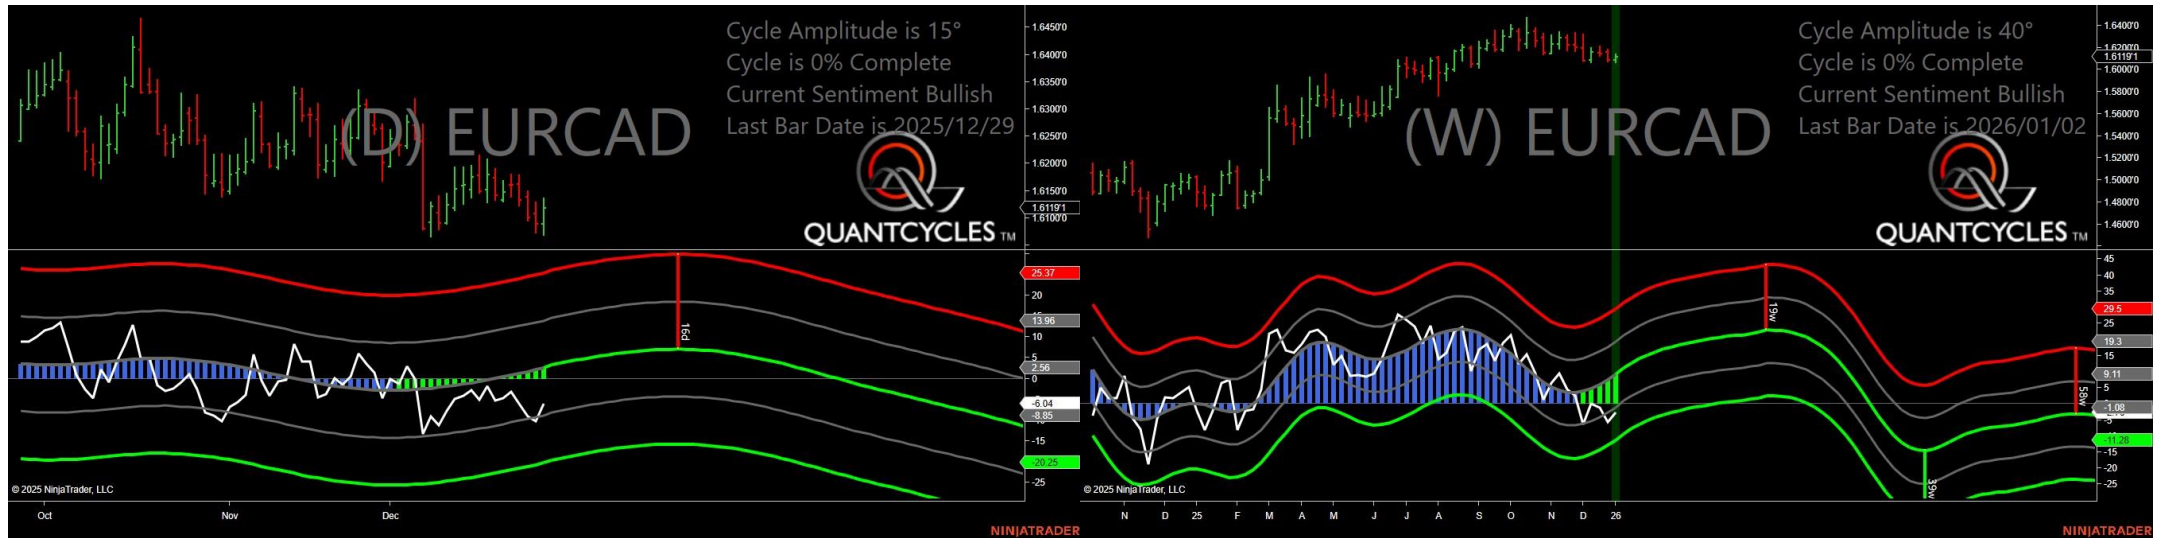 Cycle Amplitude is 15°
Cycle is 0% Complete
Current Sentiment Bullish
Last Bar Date is 2025/12/29
(D) EURCAD
QUANTCYCLES TM
1.6450'0
1.6400'0
1.6350'0
1.6300'0
1.6250'0
1.6200'0
1.6150'0
1.6119'1
1.6100'0
25.37
20
13.96
10
5
2.56
0
-6.04
-8.85
-15
-20.25
-25
16d
© 2025 NinjaTrader, LLC
Oct
Nov
Dec
NINJATRADER
Cycle Amplitude is 40°
Cycle is 0% Complete
Current Sentiment Bullish
Last Bar Date is 2026/01/02
(W) EURCAD
QUANTCYCLES TM
1.6400'0
1.6200'0
1.6119'1
1.6000'0
1.5800'0
1.5600'0
1.5400'0
1.5200'0
1.5000'0
1.4800'0
1.4600'0
45
40
35
29.5
25
19.3
15
9.11
5
-1.08
-5
-11.28
-15
-20
-25
19w
39w
58w
© 2025 NinjaTrader, LLC
N D 25 F M A M J J A S O N D 26
NINJATRADER